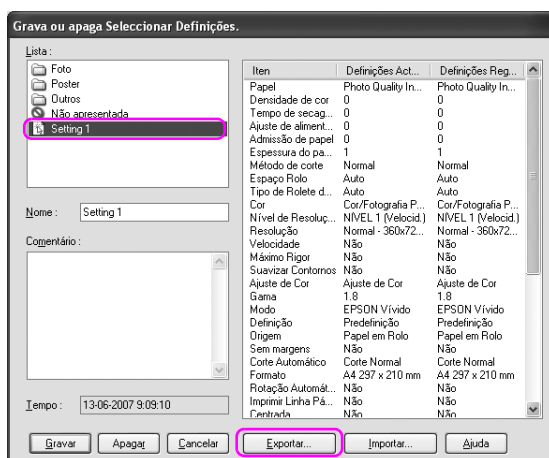 Grava ou apaga Seleccionar Definições.
Lista :
Foto
Poster
Outros
Não apresentada
Setting 1
Nome : Setting 1
Comentário :
Tempo : 13-06-2007 9:09:10
Iten Definições Act... Definições Reg...
Papel Photo Quality In... Photo Quality In...
Densidade de cor 0 0
Tempo de secag... 0 0
Ajuste de aliment... 0 0
Admissão de papel 0 0
Espessura do pa... 1 1
Método de corte Normal Normal
Espaço Rolo Auto Auto
Tipo de Rolete d... Auto Auto
Cor Cor/Fotografia P... Cor/Fotografia P...
Nível de Resoluç... NÍVEL 1 (Velocid.) NÍVEL 1 (Velocid.)
Resolução Normal - 360x72... Normal - 360x72...
Velocidade Não Não
Máximo Rigor Não Não
Suavizar Contornos Não Não
Ajuste de Cor Ajuste de Cor Ajuste de Cor
Gama 1.8 1.8
Modo EPSON Vívido EPSON Vívido
Definição Predefinição Predefinição
Origem Papel em Rolo Papel em Rolo
Sem margens Não Não
Corte Automático Corte Normal Corte Normal
Formato A4 297 x 210 mm A4 297 x 210 mm
Rotação Automát... Não Não
Imprimir Linha Pá... Não Não
Centrada Não Não
Gravar Apagar Cancelar Exportar... Importar... Ajuda